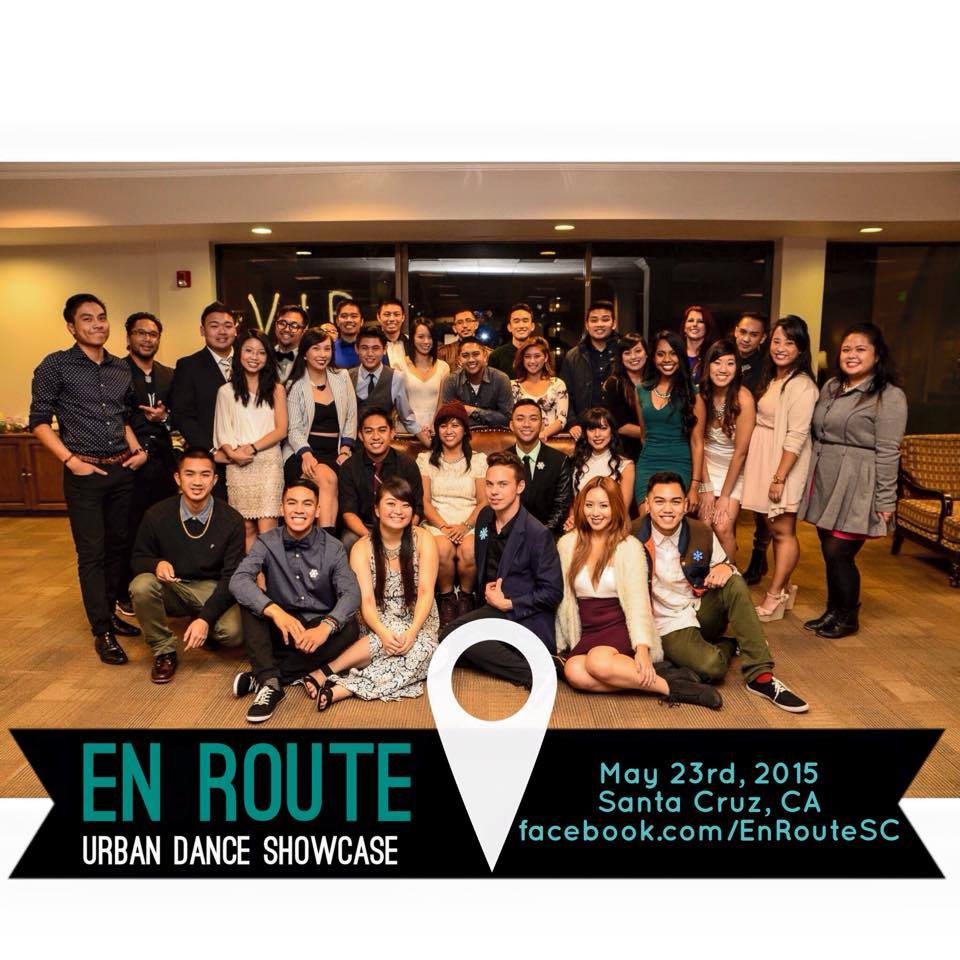 V + P
EN ROUTE
URBAN DANCE SHOWCASE
May 23rd, 2015
Santa Cruz, CA
facebook.com/EnRouteSC